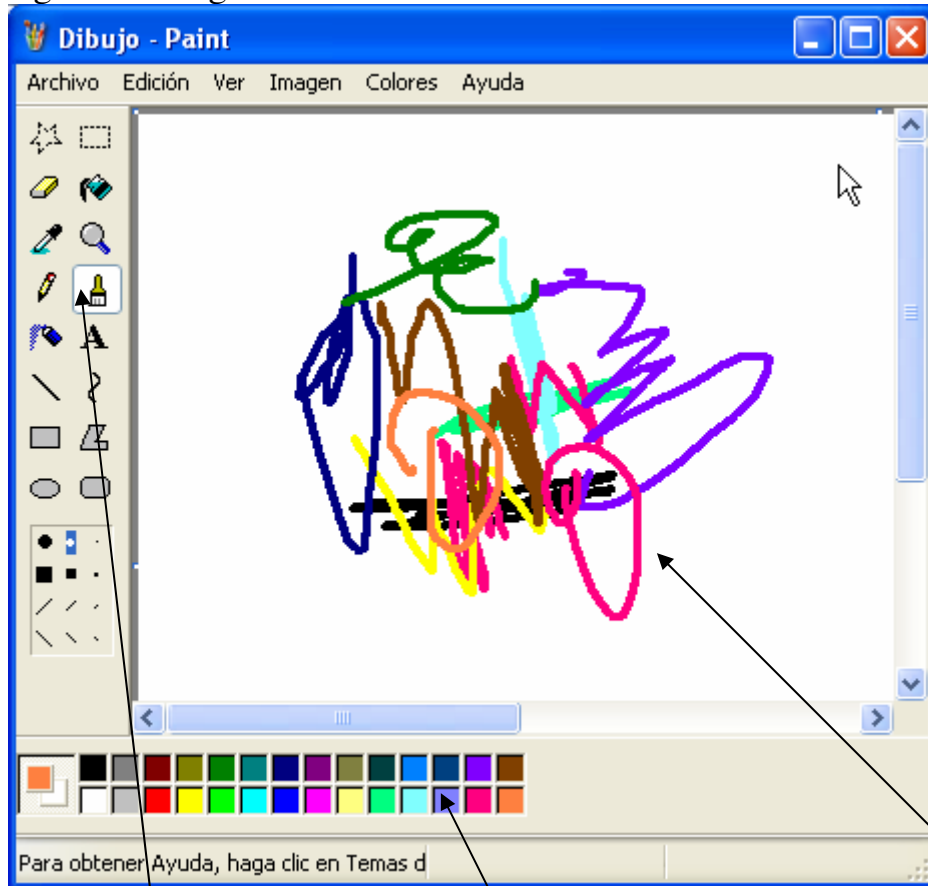 Dibujo - Paint
Archivo Edición Ver Imagen Colores Ayuda
A
Para obtener Ayuda, haga clic en Temas d